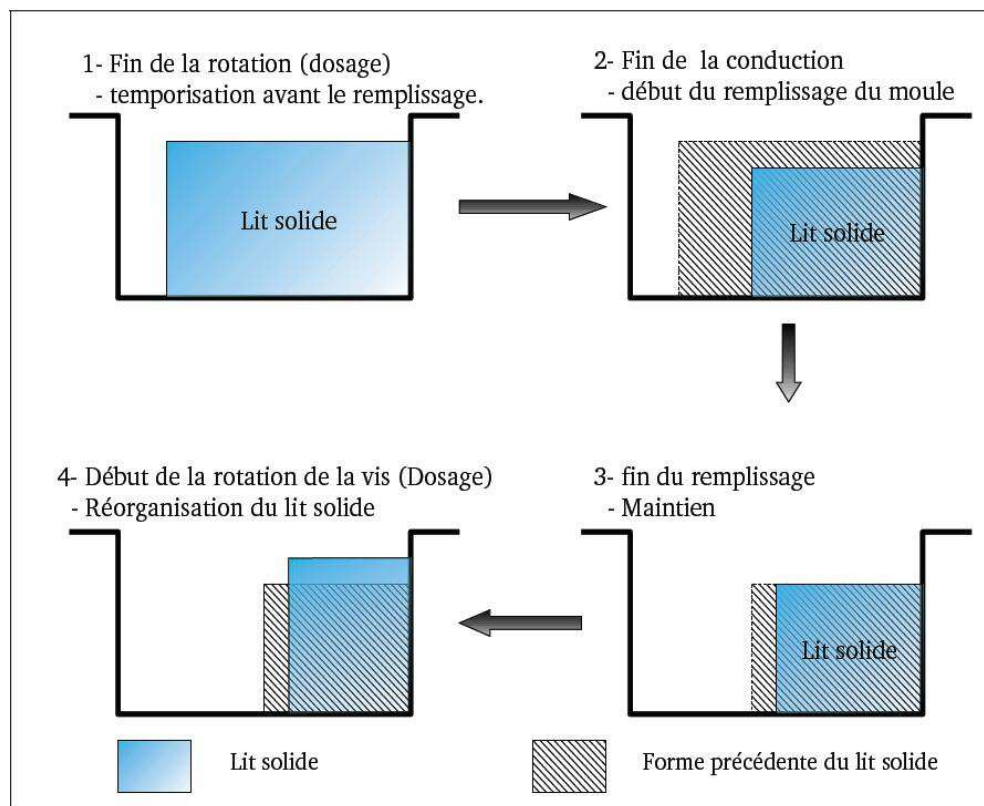 1- Fin de la rotation (dosage)
- temporisation avant le remplissage.
Lit solide
2- Fin de la conduction
- début du remplissage du moule
Lit solide
4- Début de la rotation de la vis (Dosage)
- Réorganisation du lit solide
3- fin du remplissage
- Maintien
Lit solide
Lit solide
Forme précédente du lit solide